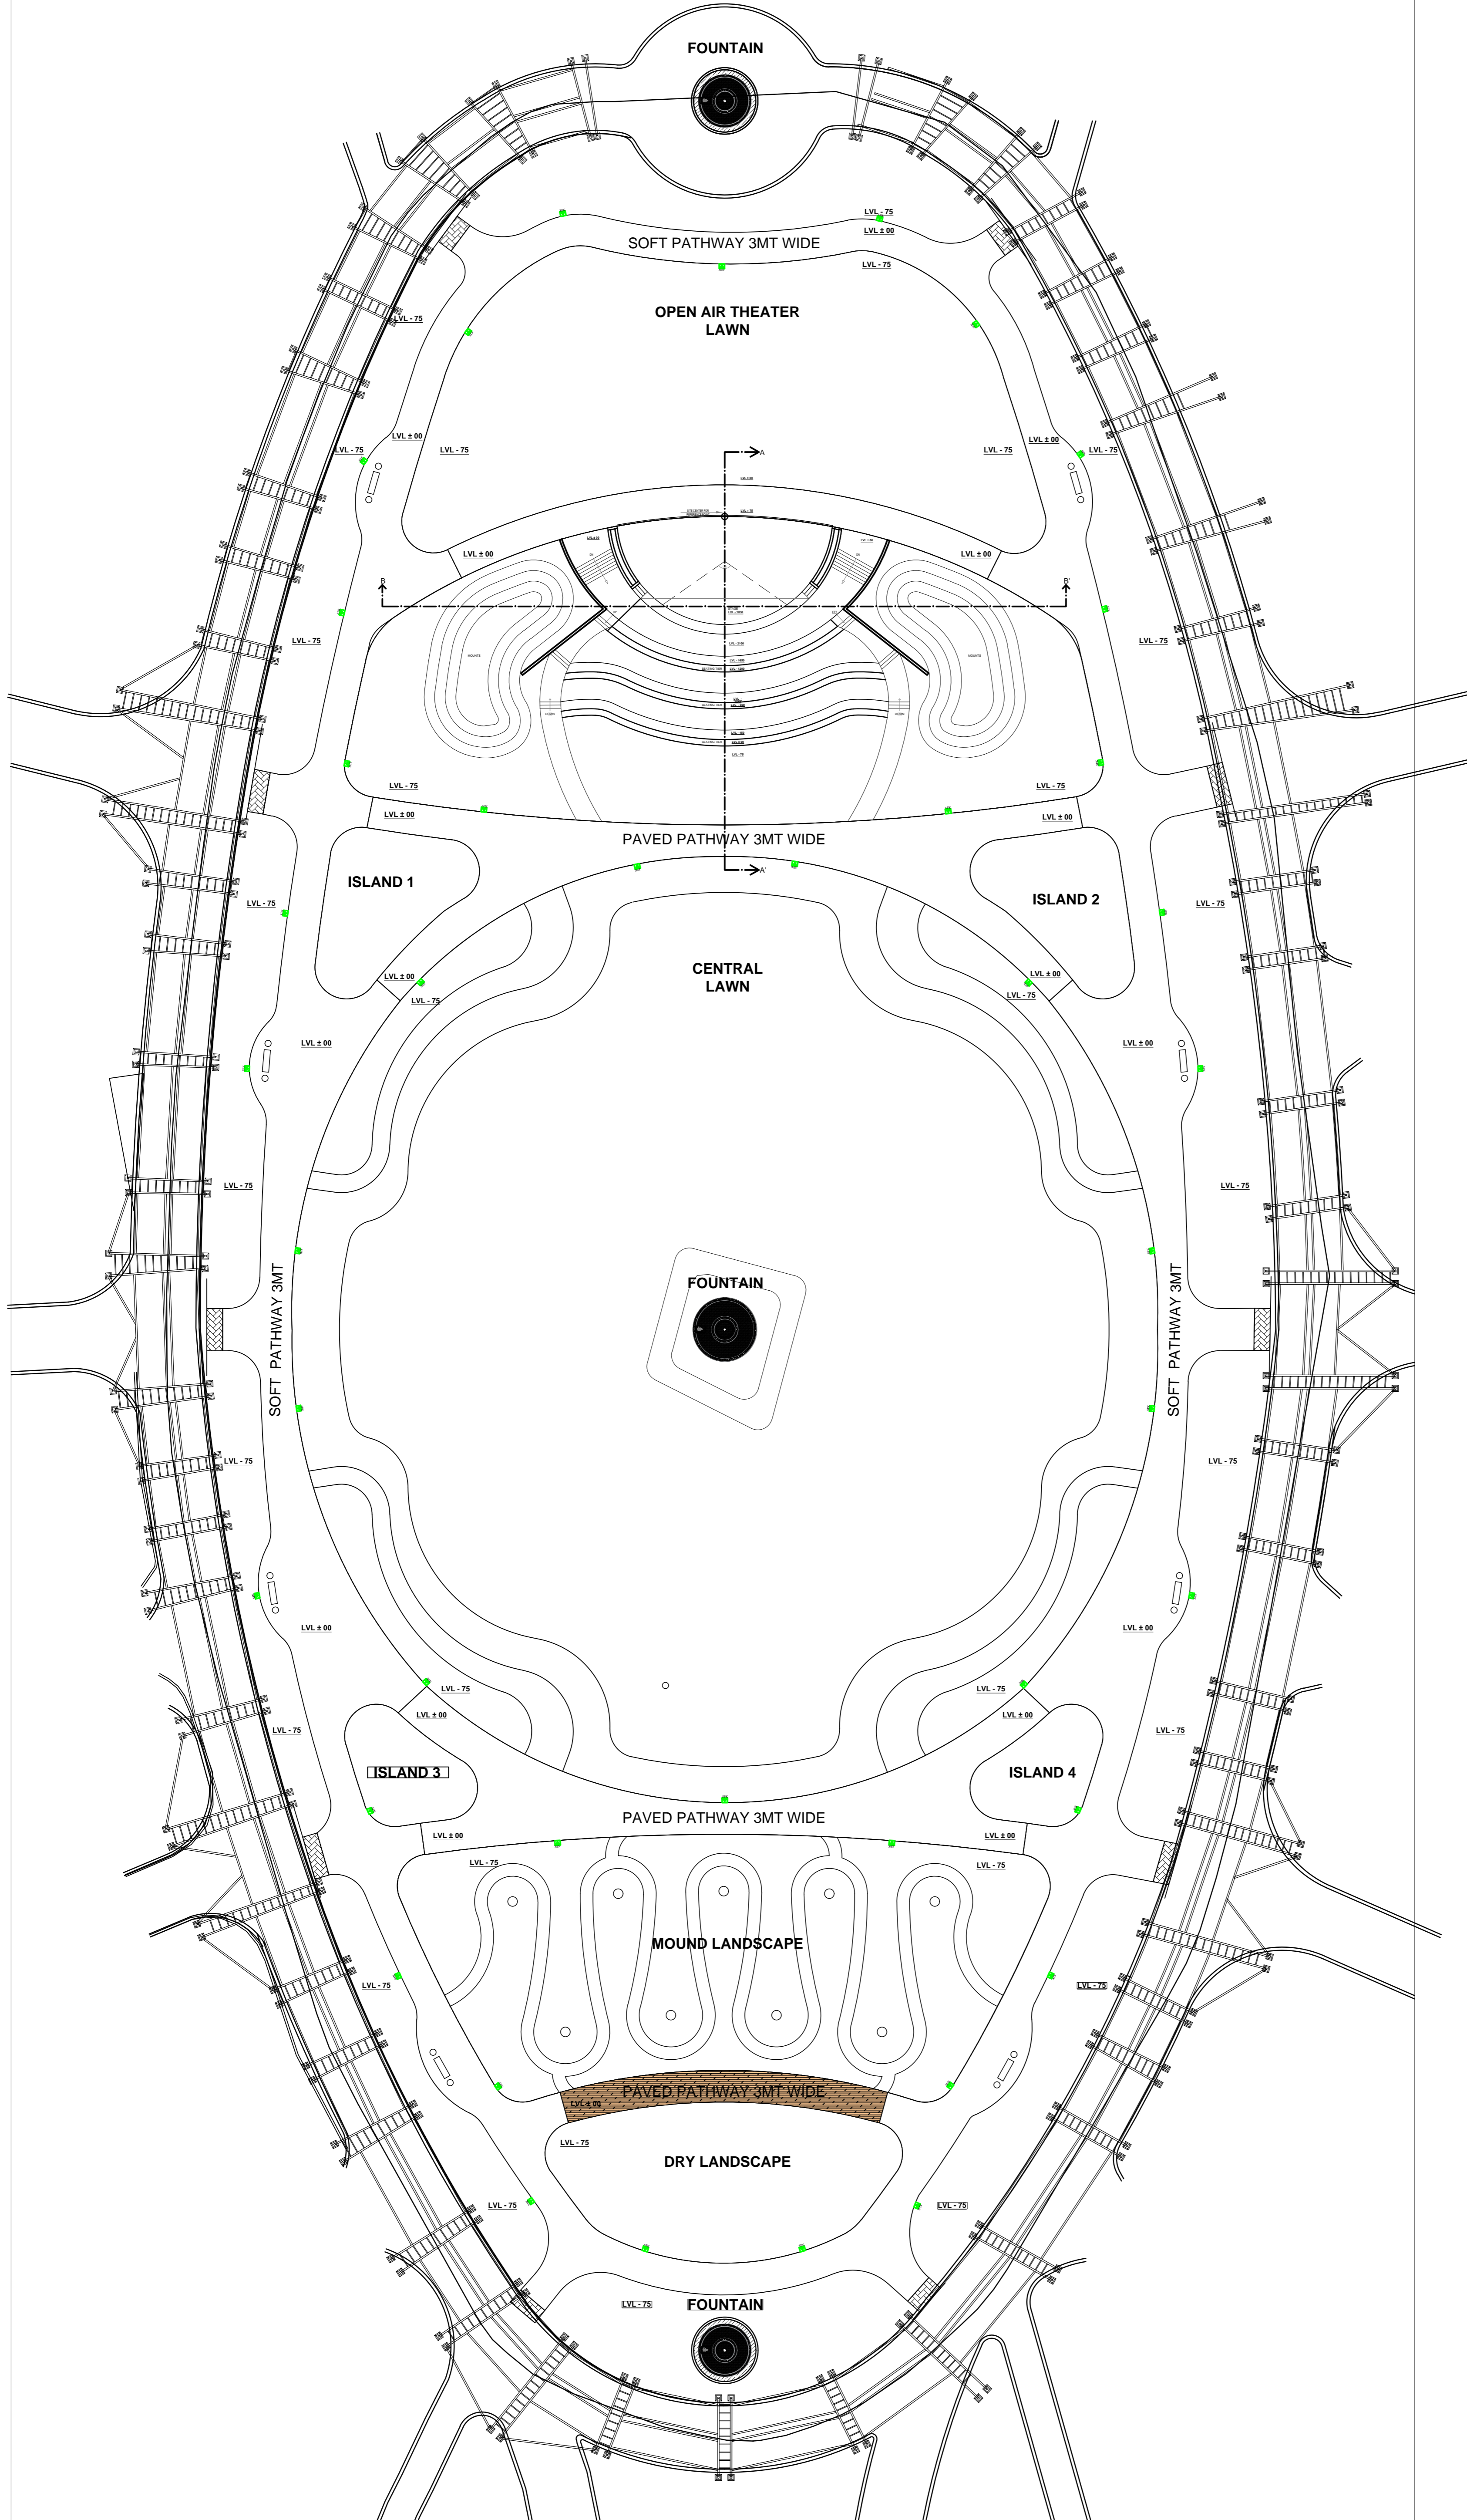 FOUNTAIN
LVL - 75
LVL ± 00
SOFT PATHWAY 3MT WIDE
LVL - 75
OPEN AIR THEATER
LAWN
LVL - 75
LVL ± 00
LVL ± 00
LVL - 75
LVL - 75
LVL - 75
LVL - 75
A
LVL ± 00
LVL ± 00
B
B'
LVL - 75
LVL - 75
MOUNTS
MOUNTS
LVL - 75
LVL - 75
LVL ± 00
LVL ± 00
PAVED PATHWAY 3MT WIDE
A'
ISLAND 1
ISLAND 2
LVL - 75
LVL - 75
CENTRAL
LAWN
LVL ± 00
LVL ± 00
LVL - 75
LVL - 75
LVL ± 00
LVL ± 00
LVL - 75
LVL - 75
FOUNTAIN
SOFT PATHWAY 3MT
SOFT PATHWAY 3MT
LVL - 75
LVL - 75
LVL ± 00
LVL ± 00
LVL - 75
LVL - 75
LVL ± 00
LVL ± 00
LVL - 75
LVL - 75
ISLAND 3
ISLAND 4
PAVED PATHWAY 3MT WIDE
LVL ± 00
LVL ± 00
LVL - 75
LVL - 75
MOUND LANDSCAPE
LVL - 75
LVL - 75
PAVED PATHWAY 3MT WIDE
LVL ± 00
LVL - 75
DRY LANDSCAPE
LVL - 75
LVL - 75
LVL - 75
FOUNTAIN